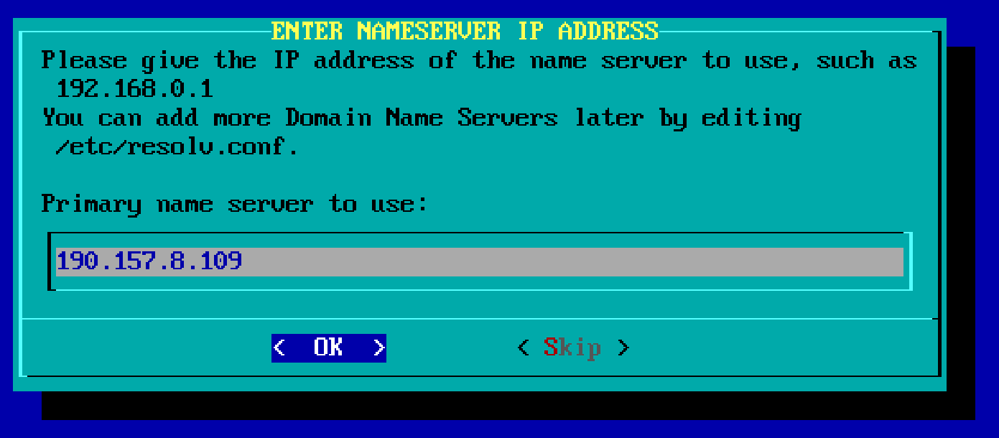 ENTER NAMESERVER IP ADDRESS
Please give the IP address of the name server to use, such as
192.168.0.1
You can add more Domain Name Servers later by editing
/etc/resolv.conf.
Primary name server to use:
190.157.8.109
< OK > < Skip >